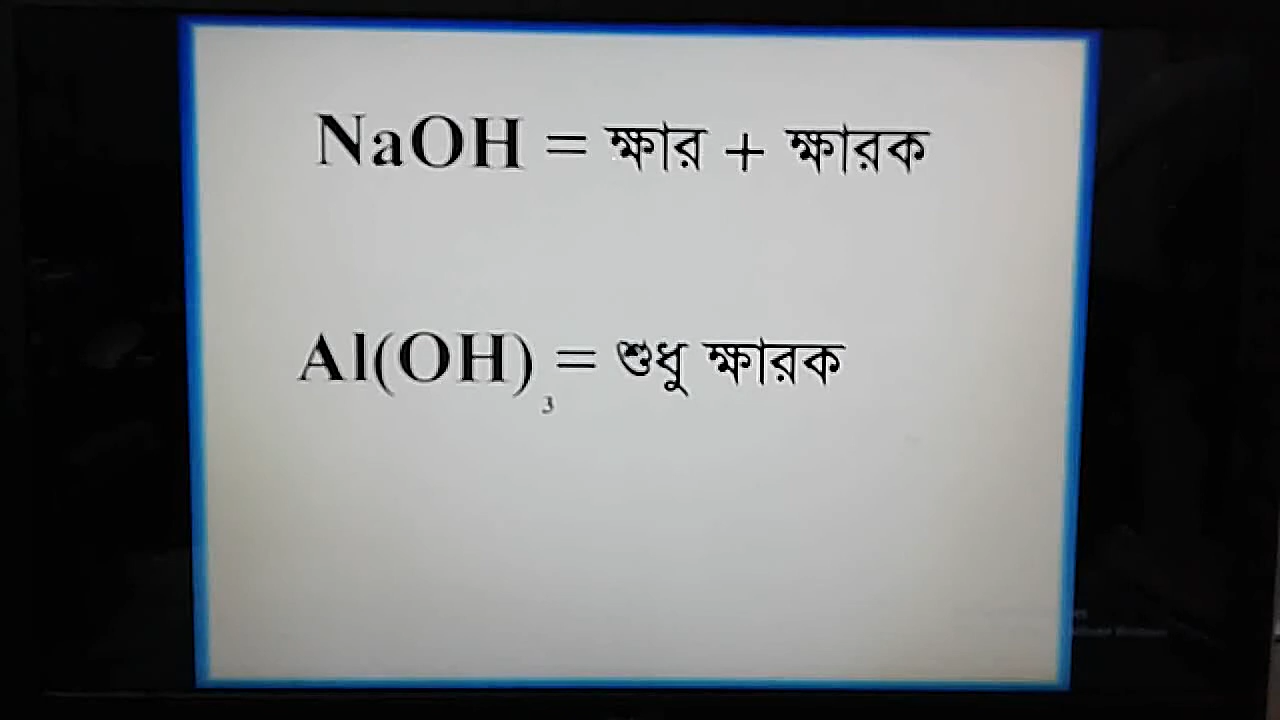 NaOH = ক্ষার + ক্ষারক
Al(OH)₃ = শুধু ক্ষারক